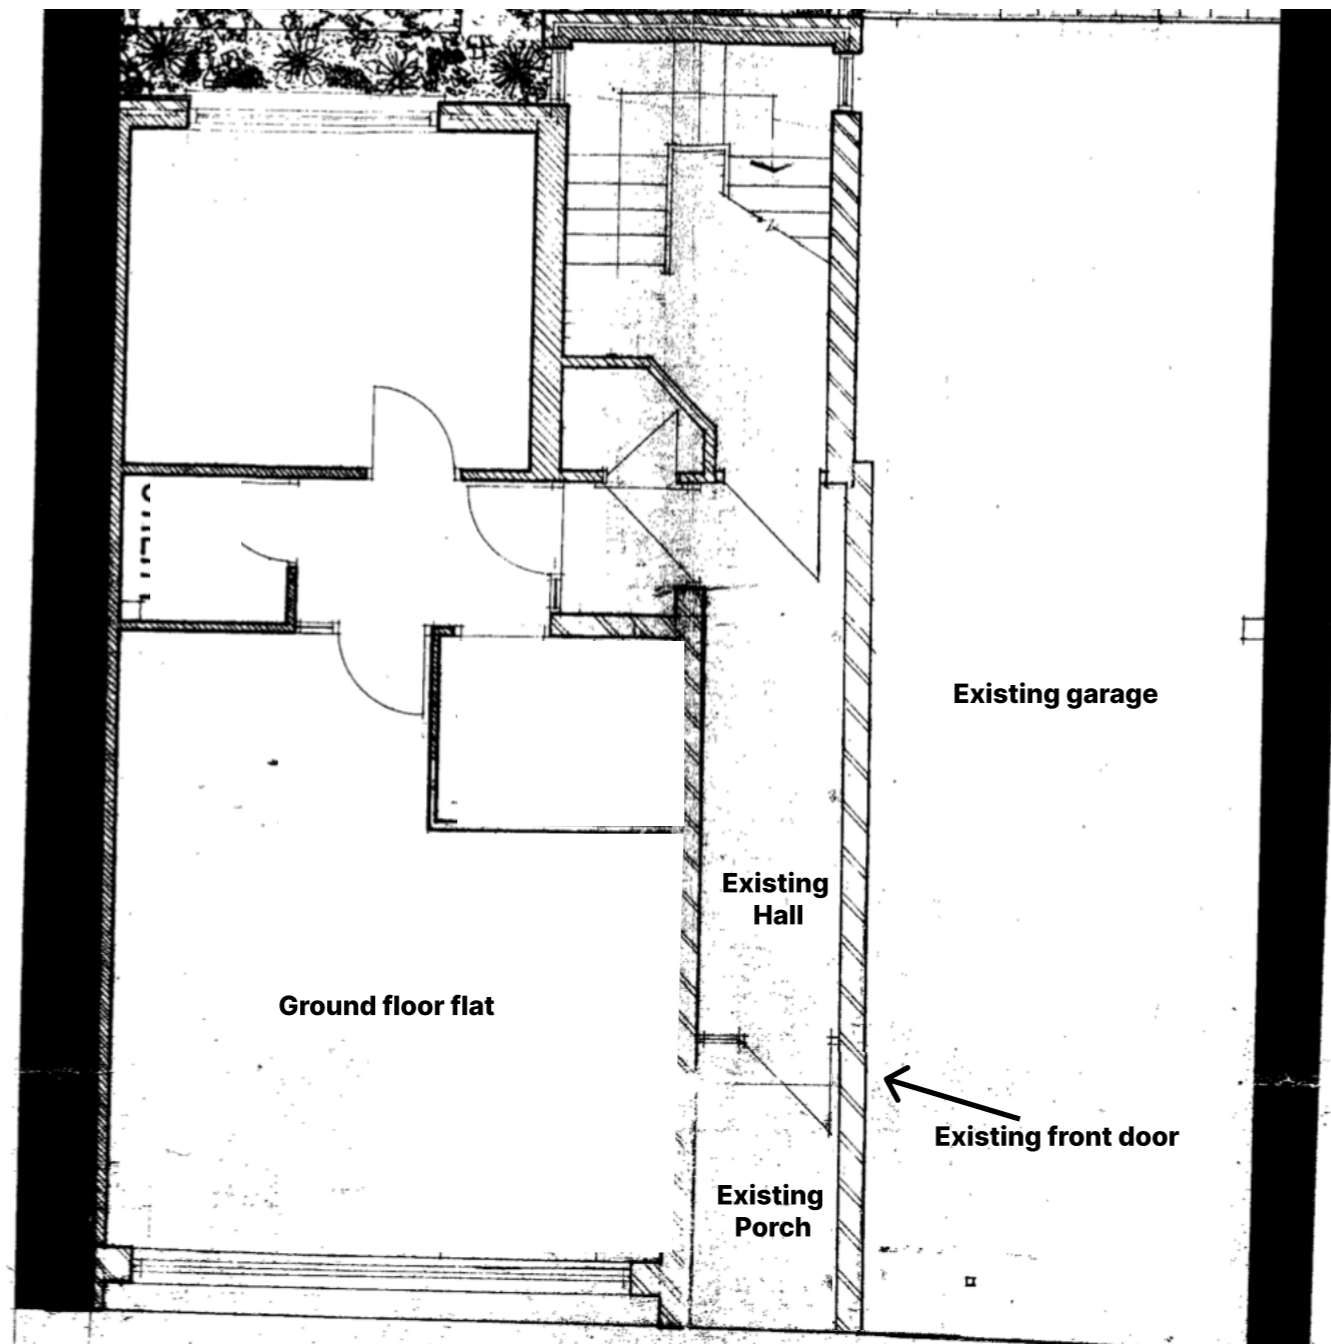 Existing garage
Existing
Hall
Ground floor flat
Existing front door
Existing
Porch